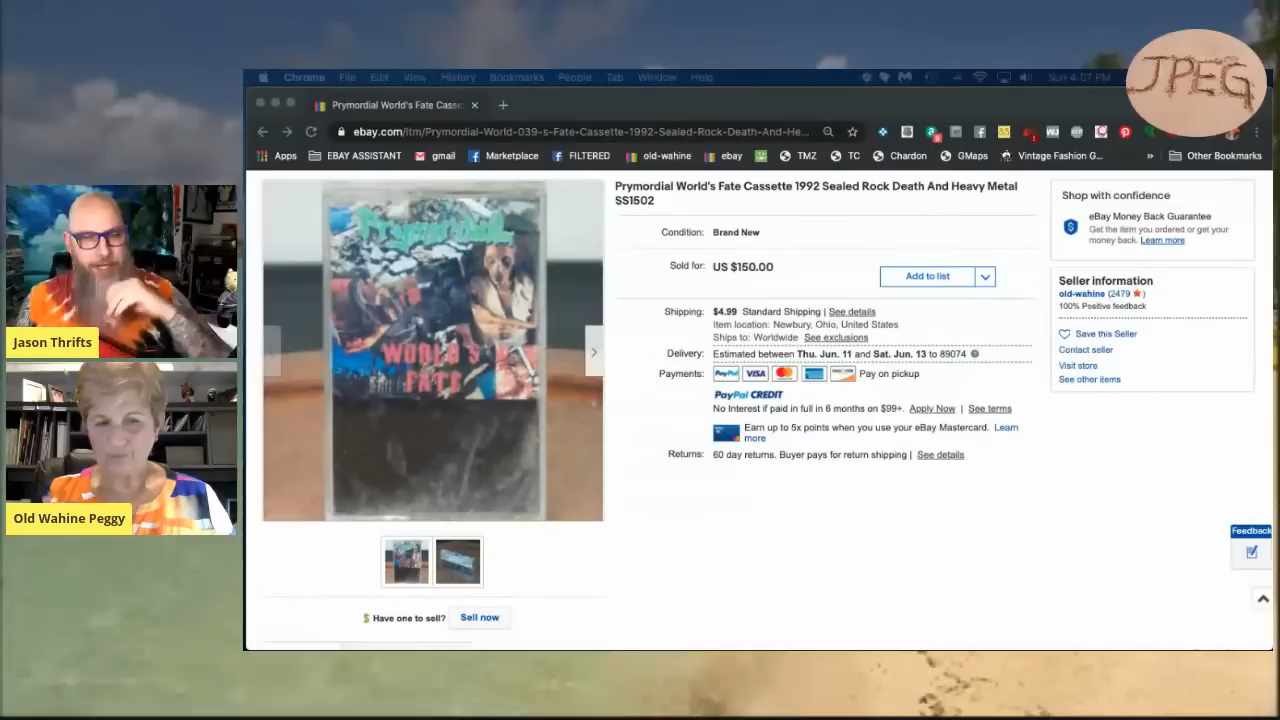 Chrome File Edit View History Bookmarks People Tab Window Help
Sun 4:57 PM
JPEG
Prymordial World's Fate Casse
ebay.com/itm/Prymordial-World-039-s-Fate-Cassette-1992-Sealed-Rock-Death-And-He...
Apps EBAY ASSISTANT gmail Marketplace FILTERED old-wahine ebay TMZ TC Chardon GMaps Vintage Fashion G... » Other Bookmarks
Prymordial
WORLD'S
FATE
Prymordial World's Fate Cassette 1992 Sealed Rock Death And Heavy Metal
SS1502
Condition: Brand New
Sold for: US $150.00
Add to list
Shipping: $4.99 Standard Shipping | See details
Item location: Newbury, Ohio, United States
Ships to: Worldwide See exclusions
Delivery: Estimated between Thu. Jun. 11 and Sat. Jun. 13 to 89074
Payments: PayPal VISA Pay on pickup
PayPal CREDIT
No Interest if paid in full in 6 months on $99+. Apply Now | See terms
Earn up to 5x points when you use your eBay Mastercard. Learn
more
Returns: 60 day returns. Buyer pays for return shipping | See details
Shop with confidence
eBay Money Back Guarantee
Get the item you ordered or get your
money back. Learn more
Seller information
old-wahine (2479)
100% Positive feedback
Save this Seller
Contact seller
Visit store
See other items
Feedback
$ Have one to sell? Sell now
Jason Thrifts
Old Wahine Peggy